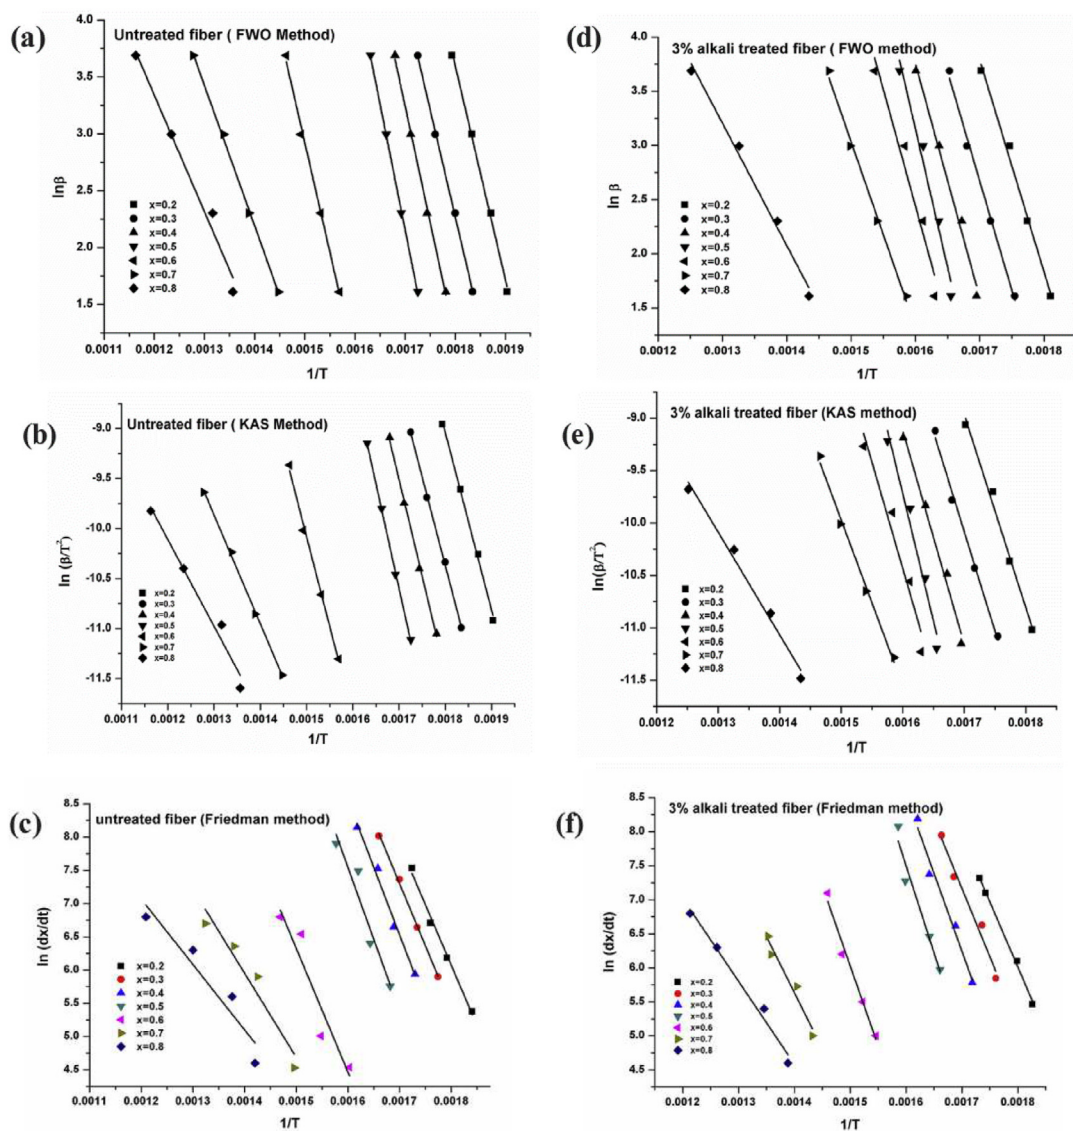 (a)
Untreated fiber ( FWO Method)
4.0
3.5
3.0
2.5
2.0
1.5
lnβ
x=0.2
x=0.3
x=0.4
x=0.5
x=0.6
x=0.7
x=0.8
0.0011 0.0012 0.0013 0.0014 0.0015 0.0016 0.0017 0.0018 0.0019
1/T
(d)
3% alkali treated fiber ( FWO method)
4.0
3.5
3.0
2.5
2.0
1.5
ln β
x=0.2
x=0.3
x=0.4
x=0.5
x=0.6
x=0.7
x=0.8
0.0012 0.0013 0.0014 0.0015 0.0016 0.0017 0.0018
1/T
(b)
Untreated fiber ( KAS Method)
-9.0
-9.5
-10.0
-10.5
-11.0
-11.5
ln (β/T²)
x=0.2
x=0.3
x=0.4
x=0.5
x=0.6
x=0.7
x=0.8
0.0011 0.0012 0.0013 0.0014 0.0015 0.0016 0.0017 0.0018 0.0019
1/T
(e)
3% alkali treated fiber (KAS method)
-9.0
-9.5
-10.0
-10.5
-11.0
-11.5
ln(β/T²)
x=0.2
x=0.3
x=0.4
x=0.5
x=0.6
x=0.7
x=0.8
0.0012 0.0013 0.0014 0.0015 0.0016 0.0017 0.0018
1/T
(c)
untreated fiber (Friedman method)
8.5
8.0
7.5
7.0
6.5
6.0
5.5
5.0
4.5
ln (dx/dt)
x=0.2
x=0.3
x=0.4
x=0.5
x=0.6
x=0.7
x=0.8
0.0011 0.0012 0.0013 0.0014 0.0015 0.0016 0.0017 0.0018
1/T
(f)
3% alkali treated fiber (Friedman method)
8.5
8.0
7.5
7.0
6.5
6.0
5.5
5.0
4.5
ln (dx/dt)
x=0.2
x=0.3
x=0.4
x=0.5
x=0.6
x=0.7
x=0.8
0.0012 0.0013 0.0014 0.0015 0.0016 0.0017 0.0018
1/T